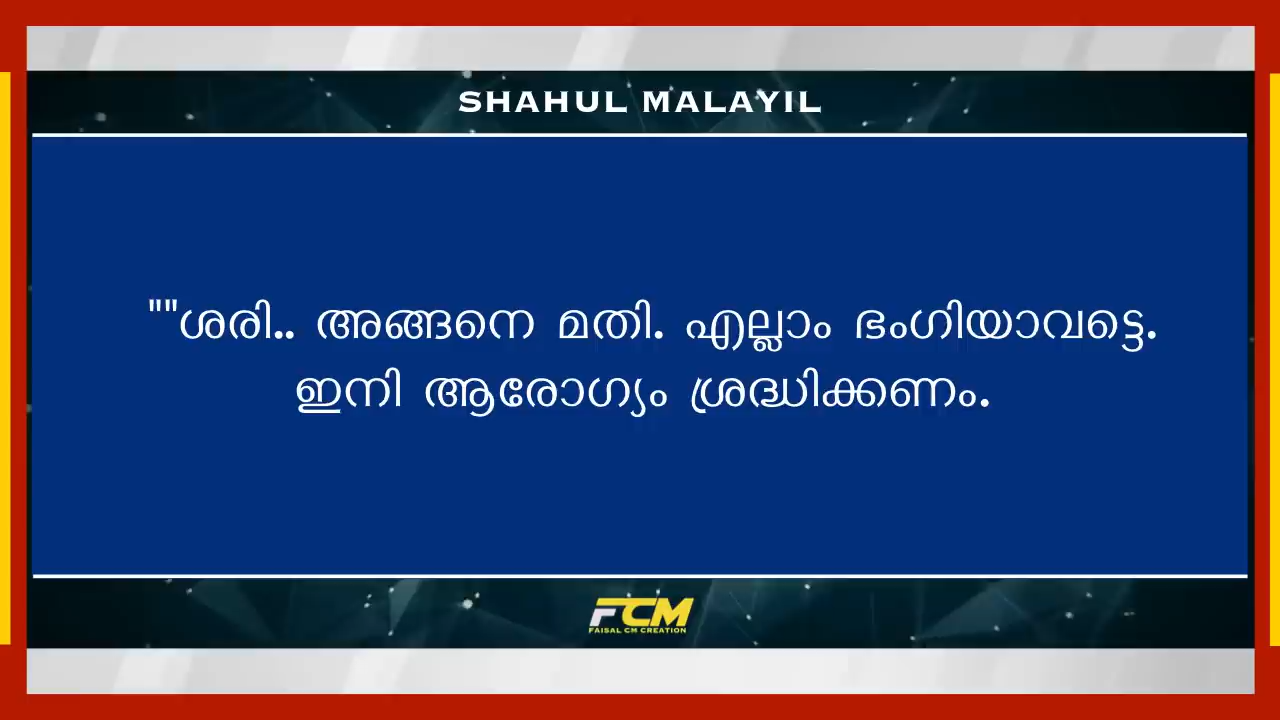 SHAHUL MALAYIL
""ശരി.. അങ്ങനെ മതി. എല്ലാം ഭംഗിയാവട്ടെ.
ഇനി ആരോഗ്യം ശ്രദ്ധിക്കണം.
FCM
FAISAL CM CREATION